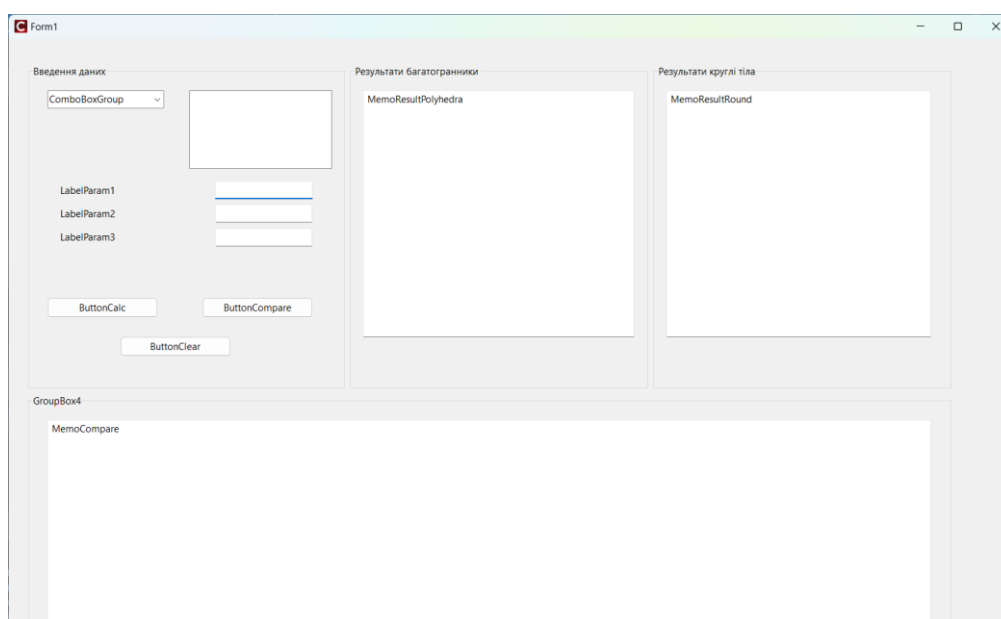 Form1
Введення даних
ComboBoxGroup
LabelParam1
LabelParam2
LabelParam3
ButtonCalc
ButtonCompare
ButtonClear
Результати багатогранники
MemoResultPolyhedra
Результати круглі тіла
MemoResultRound
GroupBox4
MemoCompare